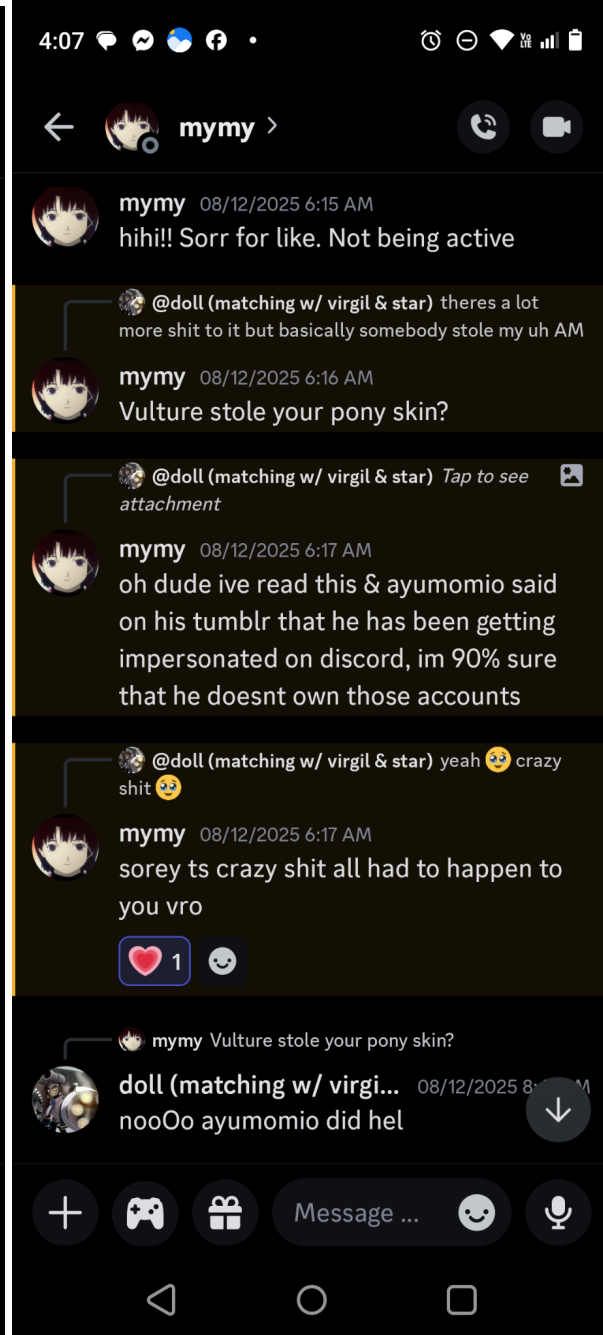 4:07
Vo
LTE
mymy
mymy 08/12/2025 6:15 AM
hihi!! Sorr for like. Not being active
@doll (matching w/ virgil & star) theres a lot
more shit to it but basically somebody stole my uh AM
mymy 08/12/2025 6:16 AM
Vulture stole your pony skin?
@doll (matching w/ virgil & star) Tap to see
attachment
mymy 08/12/2025 6:17 AM
oh dude ive read this & ayumomio said
on his tumblr that he has been getting
impersonated on discord, im 90% sure
that he doesnt own those accounts
@doll (matching w/ virgil & star) yeah 🥹 crazy
shit 🥹
mymy 08/12/2025 6:17 AM
sorey ts crazy shit all had to happen to
you vro
💗 1
mymy Vulture stole your pony skin?
doll (matching w/ virgi... 08/12/2025 8:
nooOo ayumomio did hel
Message ...